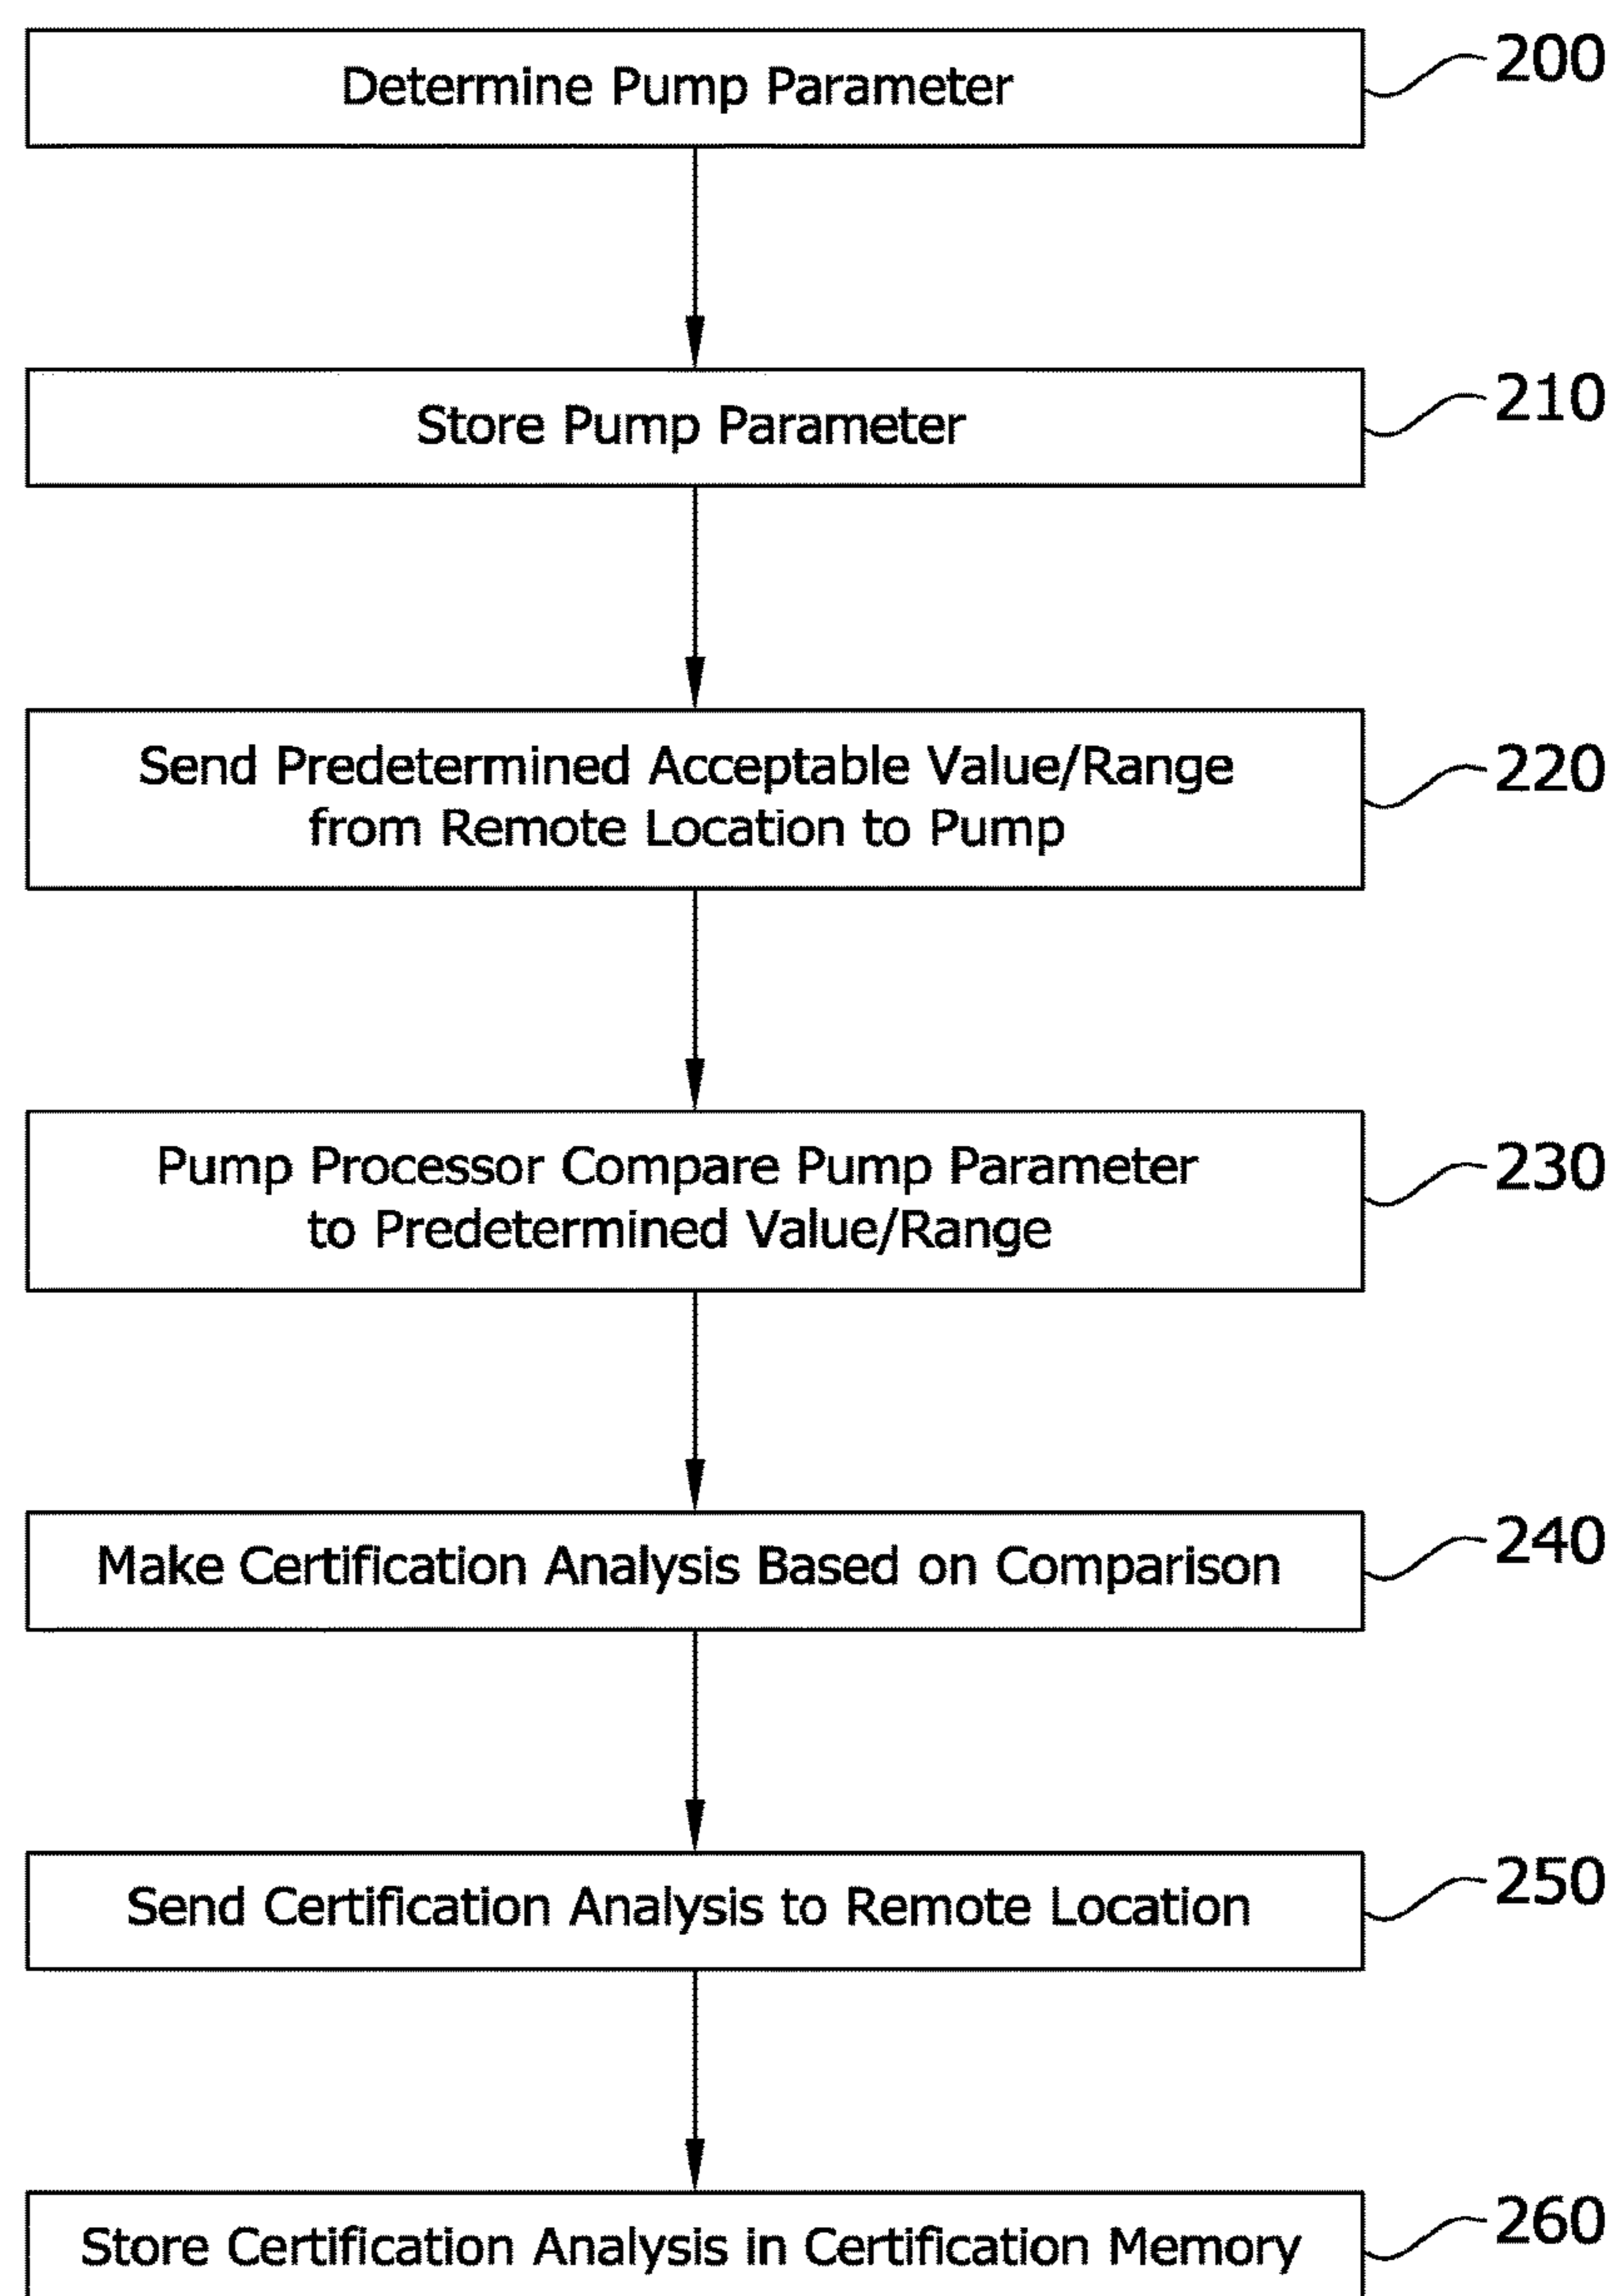 Determine Pump Parameter
200
Store Pump Parameter
210
Send Predetermined Acceptable Value/Range
from Remote Location to Pump
220
Pump Processor Compare Pump Parameter
to Predetermined Value/Range
230
Make Certification Analysis Based on Comparison
240
Send Certification Analysis to Remote Location
250
Store Certification Analysis in Certification Memory
260